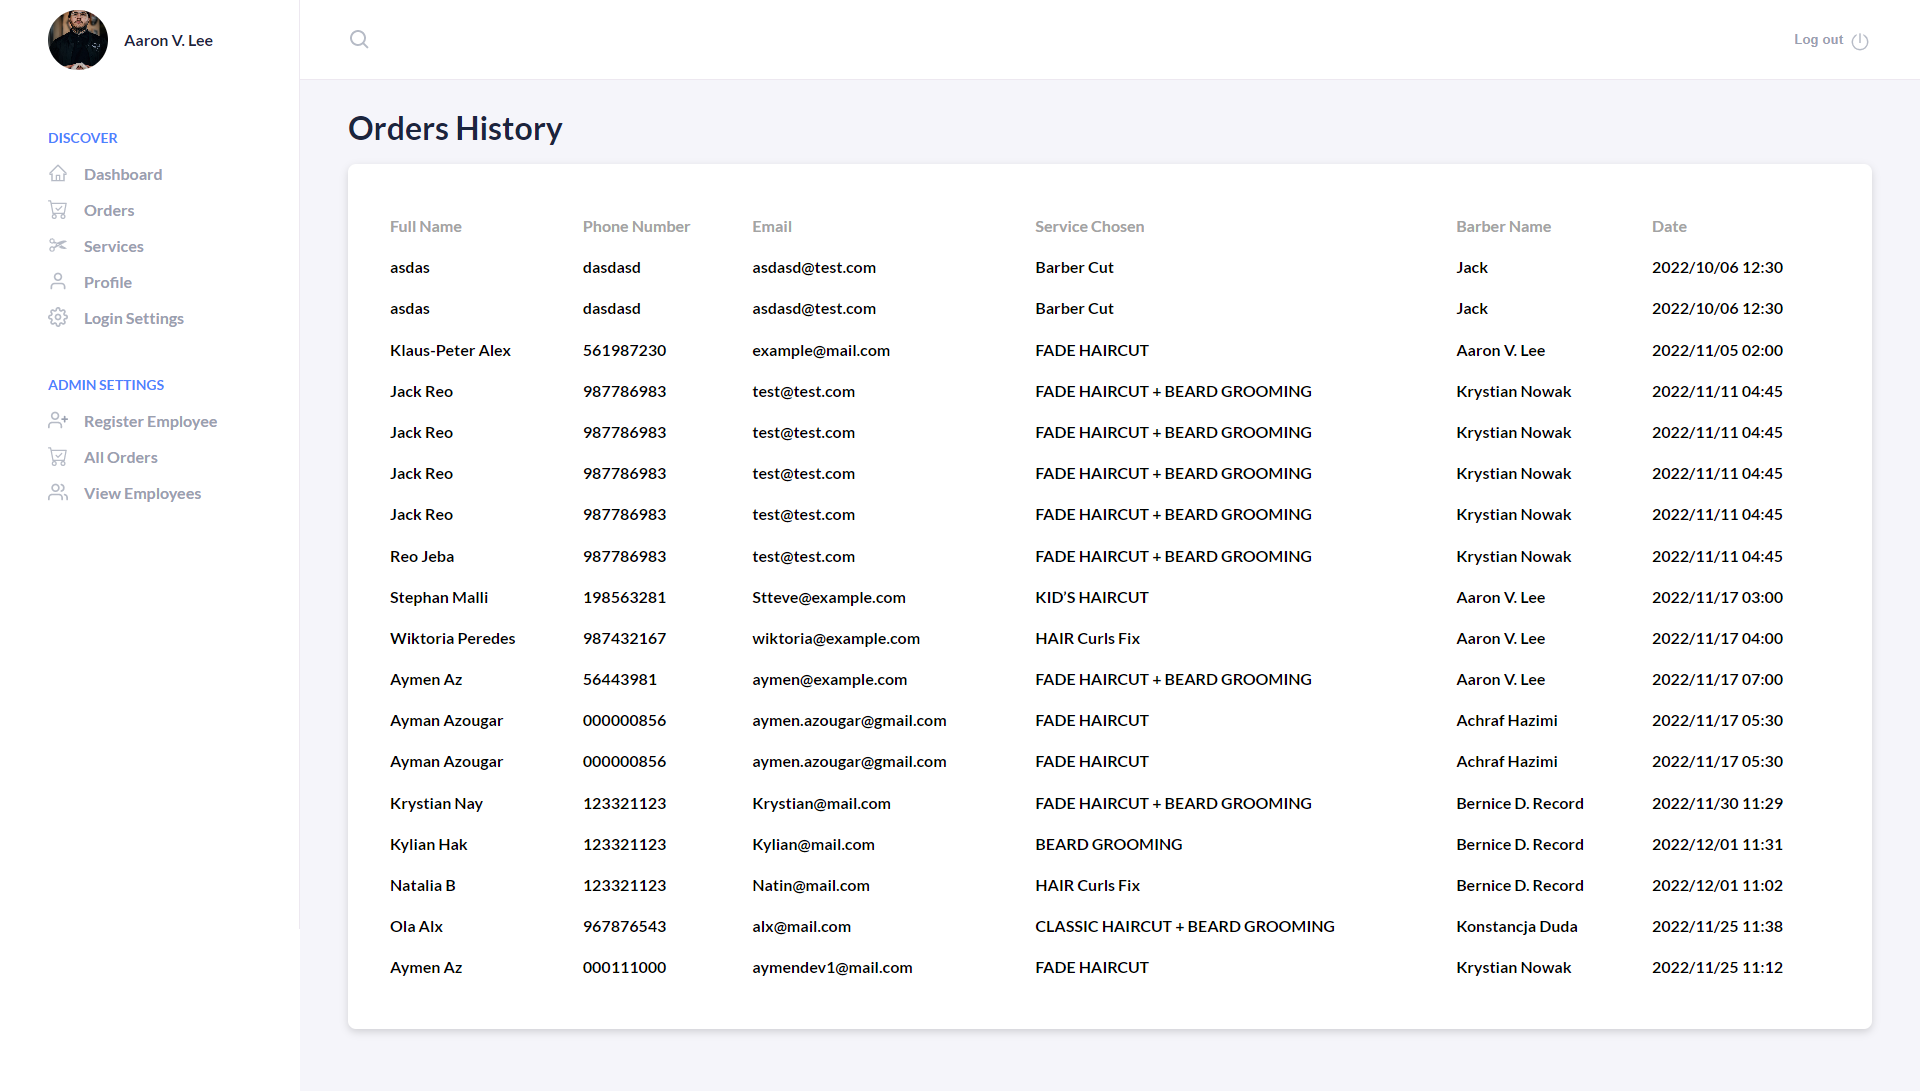 Aaron V. Lee
Log out
DISCOVER
Dashboard
Orders
Services
Profile
Login Settings
ADMIN SETTINGS
Register Employee
All Orders
View Employees
Orders History
Full Name Phone Number Email Service Chosen Barber Name Date
asdas dasdasd asdasd@test.com Barber Cut Jack 2022/10/06 12:30
asdas dasdasd asdasd@test.com Barber Cut Jack 2022/10/06 12:30
Klaus-Peter Alex 561987230 example@mail.com FADE HAIRCUT Aaron V. Lee 2022/11/05 02:00
Jack Reo 987786983 test@test.com FADE HAIRCUT + BEARD GROOMING Krystian Nowak 2022/11/11 04:45
Jack Reo 987786983 test@test.com FADE HAIRCUT + BEARD GROOMING Krystian Nowak 2022/11/11 04:45
Jack Reo 987786983 test@test.com FADE HAIRCUT + BEARD GROOMING Krystian Nowak 2022/11/11 04:45
Jack Reo 987786983 test@test.com FADE HAIRCUT + BEARD GROOMING Krystian Nowak 2022/11/11 04:45
Reo Jeba 987786983 test@test.com FADE HAIRCUT + BEARD GROOMING Krystian Nowak 2022/11/11 04:45
Stephan Malli 198563281 Stteve@example.com KID’S HAIRCUT Aaron V. Lee 2022/11/17 03:00
Wiktoria Peredes 987432167 wiktoria@example.com HAIR Curls Fix Aaron V. Lee 2022/11/17 04:00
Aymen Az 56443981 aymen@example.com FADE HAIRCUT + BEARD GROOMING Aaron V. Lee 2022/11/17 07:00
Ayman Azougar 000000856 aymen.azougar@gmail.com FADE HAIRCUT Achraf Hazimi 2022/11/17 05:30
Ayman Azougar 000000856 aymen.azougar@gmail.com FADE HAIRCUT Achraf Hazimi 2022/11/17 05:30
Krystian Nay 123321123 Krystian@mail.com FADE HAIRCUT + BEARD GROOMING Bernice D. Record 2022/11/30 11:29
Kylian Hak 123321123 Kylian@mail.com BEARD GROOMING Bernice D. Record 2022/12/01 11:31
Natalia B 123321123 Natin@mail.com HAIR Curls Fix Bernice D. Record 2022/12/01 11:02
Ola Alx 967876543 alx@mail.com CLASSIC HAIRCUT + BEARD GROOMING Konstancja Duda 2022/11/25 11:38
Aymen Az 000111000 aymendev1@mail.com FADE HAIRCUT Krystian Nowak 2022/11/25 11:12